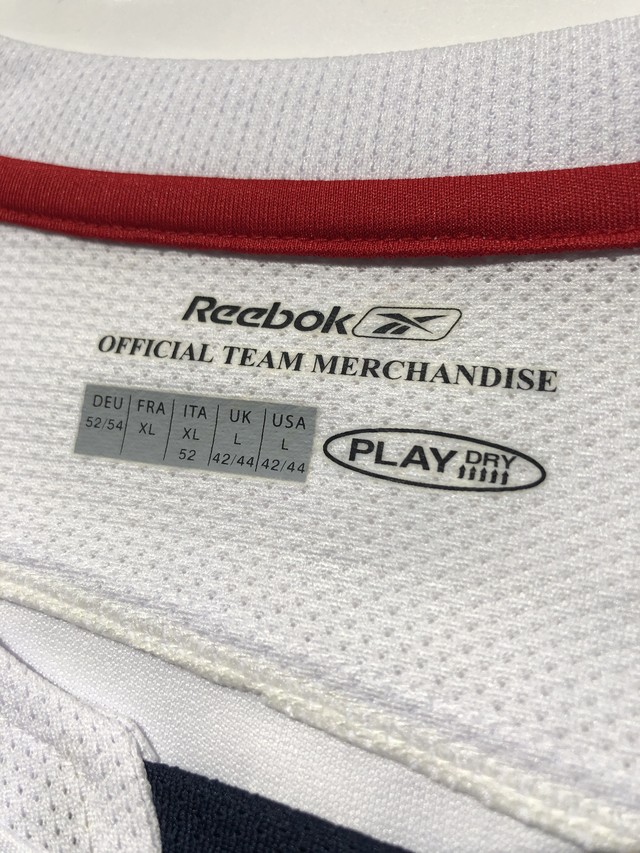 Reebok
OFFICIAL TEAM MERCHANDISE
DEU FRA ITA UK USA
52/54 XL XL L L
52 42/44 42/44
PLAY DRY